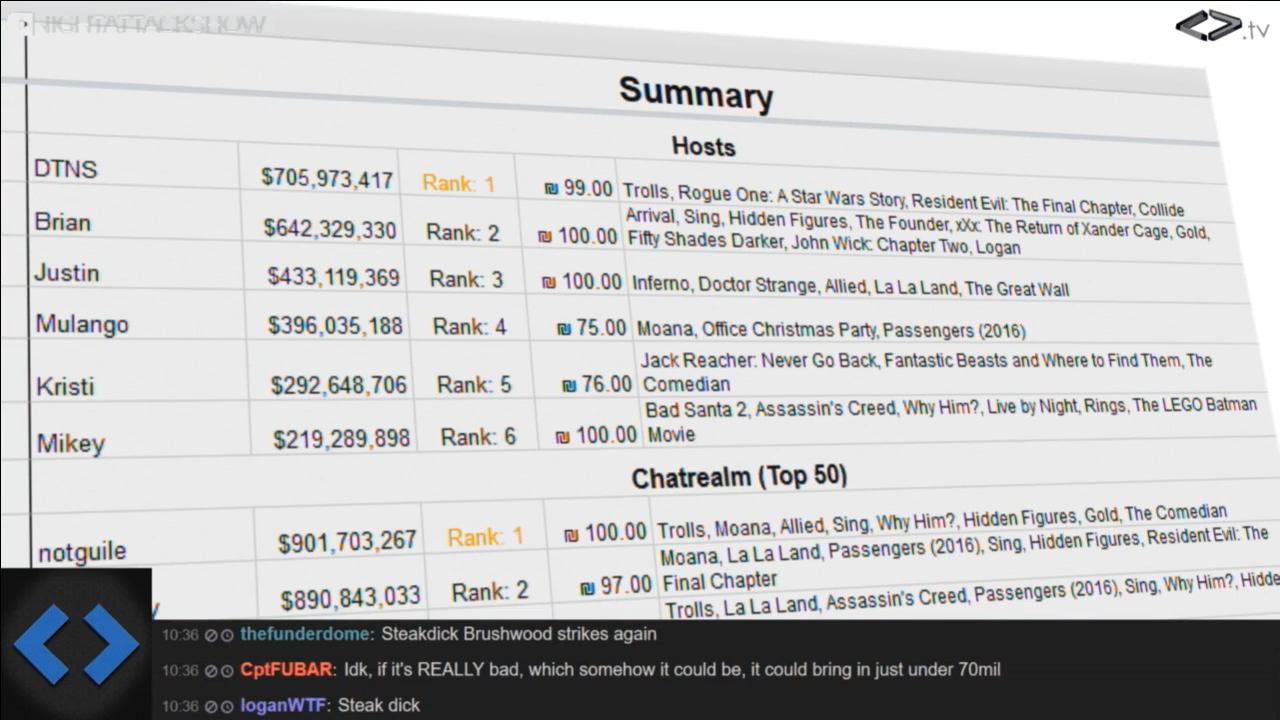 NIGHTATTACKSHOW
.tv
Summary
Hosts
DTNS $705,973,417 Rank: 1 ₪ 99.00 Trolls, Rogue One: A Star Wars Story, Resident Evil: The Final Chapter, Collide
Brian $642,329,330 Rank: 2 ₪ 100.00 Arrival, Sing, Hidden Figures, The Founder, xXx: The Return of Xander Cage, Gold,
Fifty Shades Darker, John Wick: Chapter Two, Logan
Justin $433,119,369 Rank: 3 ₪ 100.00 Inferno, Doctor Strange, Allied, La La Land, The Great Wall
Mulango $396,035,188 Rank: 4 ₪ 75.00 Moana, Office Christmas Party, Passengers (2016)
Kristi $292,648,706 Rank: 5 ₪ 76.00 Jack Reacher: Never Go Back, Fantastic Beasts and Where to Find Them, The
Comedian
Mikey $219,289,898 Rank: 6 ₪ 100.00 Bad Santa 2, Assassin's Creed, Why Him?, Live by Night, Rings, The LEGO Batman
Movie
Chatrealm (Top 50)
notguile $901,703,267 Rank: 1 ₪ 100.00 Trolls, Moana, Allied, Sing, Why Him?, Hidden Figures, Gold, The Comedian
$890,843,033 Rank: 2 ₪ 97.00 Moana, La La Land, Passengers (2016), Sing, Hidden Figures, Resident Evil: The
Final Chapter
Trolls, La La Land, Assassin's Creed, Passengers (2016), Sing, Why Him?, Hidde
10:36 thefunderdome: Steakdick Brushwood strikes again
10:36 CptFUBAR: Idk, if it's REALLY bad, which somehow it could be, it could bring in just under 70mil
10:36 loganWTF: Steak dick